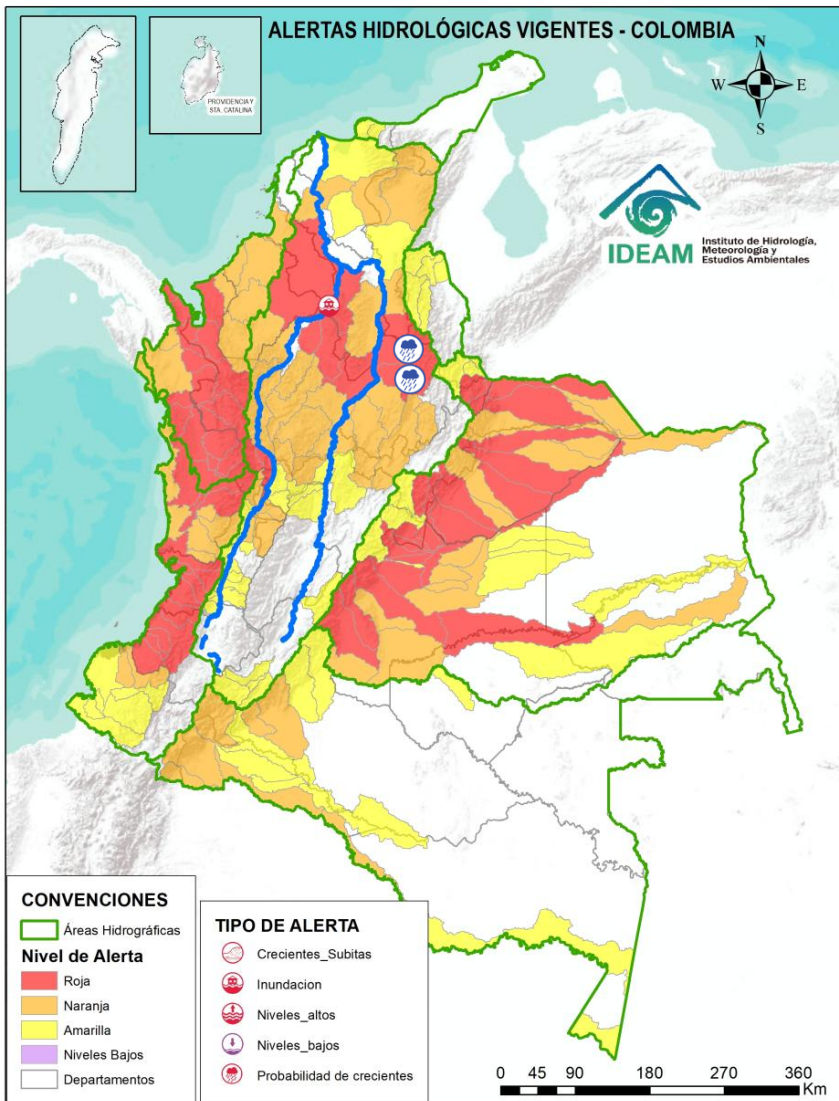 ALERTAS HIDROLÓGICAS VIGENTES - COLOMBIA
PROVIDENCIA Y
STA. CATALINA
N
W E
S
IDEAM
Instituto de Hidrología,
Meteorología y
Estudios Ambientales
CONVENCIONES
Áreas Hidrográficas
Nivel de Alerta
Roja
Naranja
Amarilla
Niveles Bajos
Departamentos
TIPO DE ALERTA
Crecientes_Subitas
Inundacion
Niveles_altos
Niveles_bajos
Probabilidad de crecientes
0 45 90 180 270 360
Km